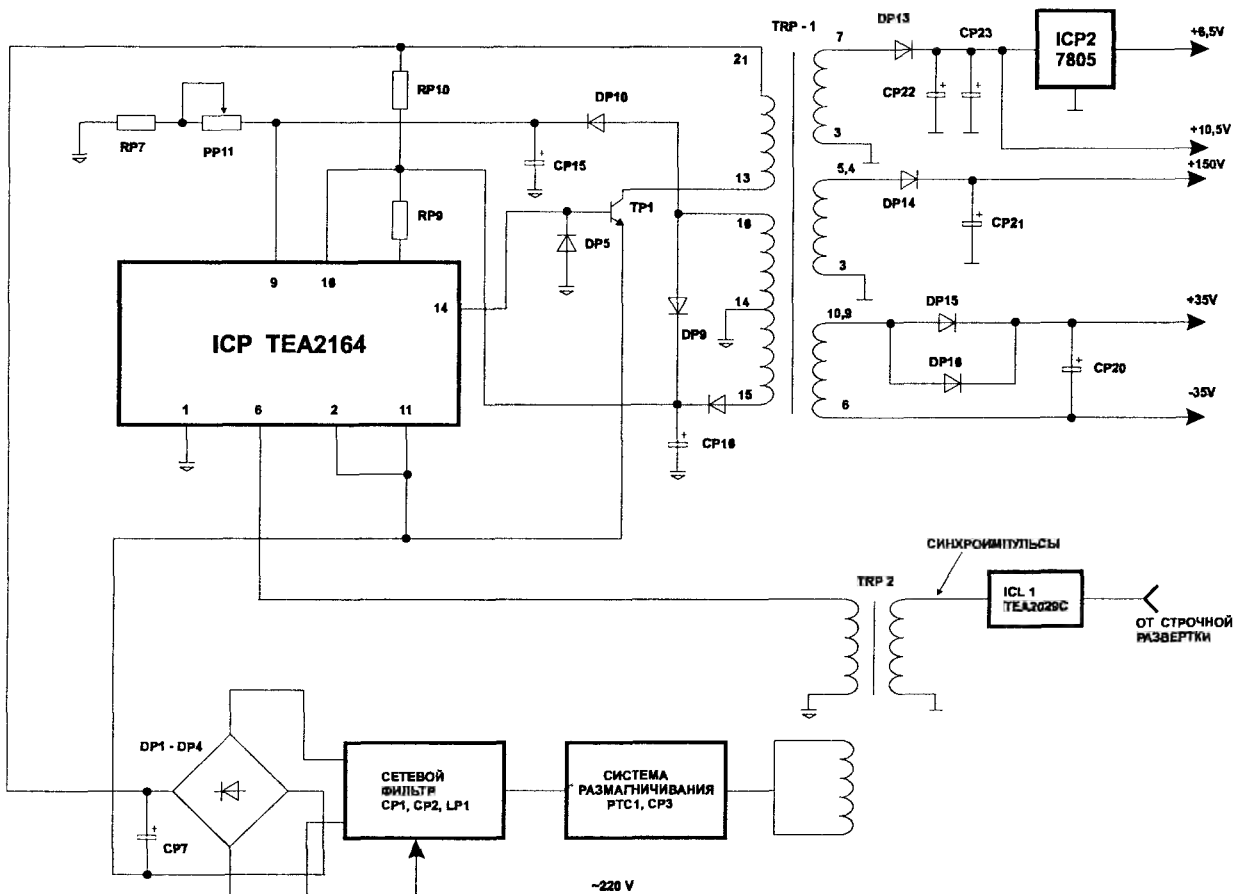 TRP - 1
DP13
7
CP23
ICP2
7805
+6,5V
21
RP10
DP10
CP22
RP7
PP11
3
+10,5V
CP15
5,4
+150V
13
DP14
RP9
TP1
16
CP21
DP5
9
16
3
14
14
DP15
+35V
10,9
ICP TEA2164
DP9
DP16
CP20
15
6
-35V
1
6
2
11
CP16
СИНХРОИМПУЛЬСЫ
TRP 2
ICL 1
TEA2029C
ОТ СТРОЧНОЙ
РАЗВЕРТКИ
DP1 - DP4
СЕТЕВОЙ
ФИЛЬТР
CP1, CP2, LP1
СИСТЕМА
РАЗМАГНИЧИВАНИЯ
PTC1, CP3
CP7
~220 V